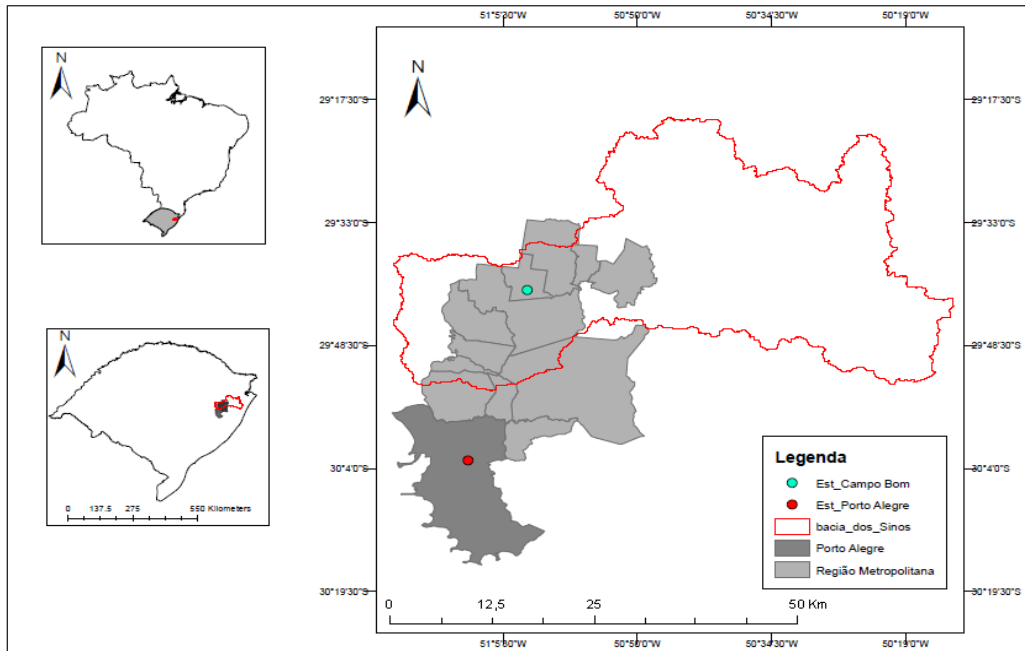 51°5'30"W 50°50'0"W 50°34'30"W 50°19'0"W
N
N
29°17'30"S 29°17'30"S
29°33'0"S 29°33'0"S
N
29°48'30"S 29°48'30"S
0 137.5 275 550 Kilometers
30°4'0"S 30°4'0"S
Legenda
Est_Campo Bom
Est_Porto Alegre
bacia_dos_Sinos
Porto Alegre
Região Metropolitana
30°19'30"S 30°19'30"S
0 12,5 25 50 Km
51°5'30"W 50°50'0"W 50°34'30"W 50°19'0"W